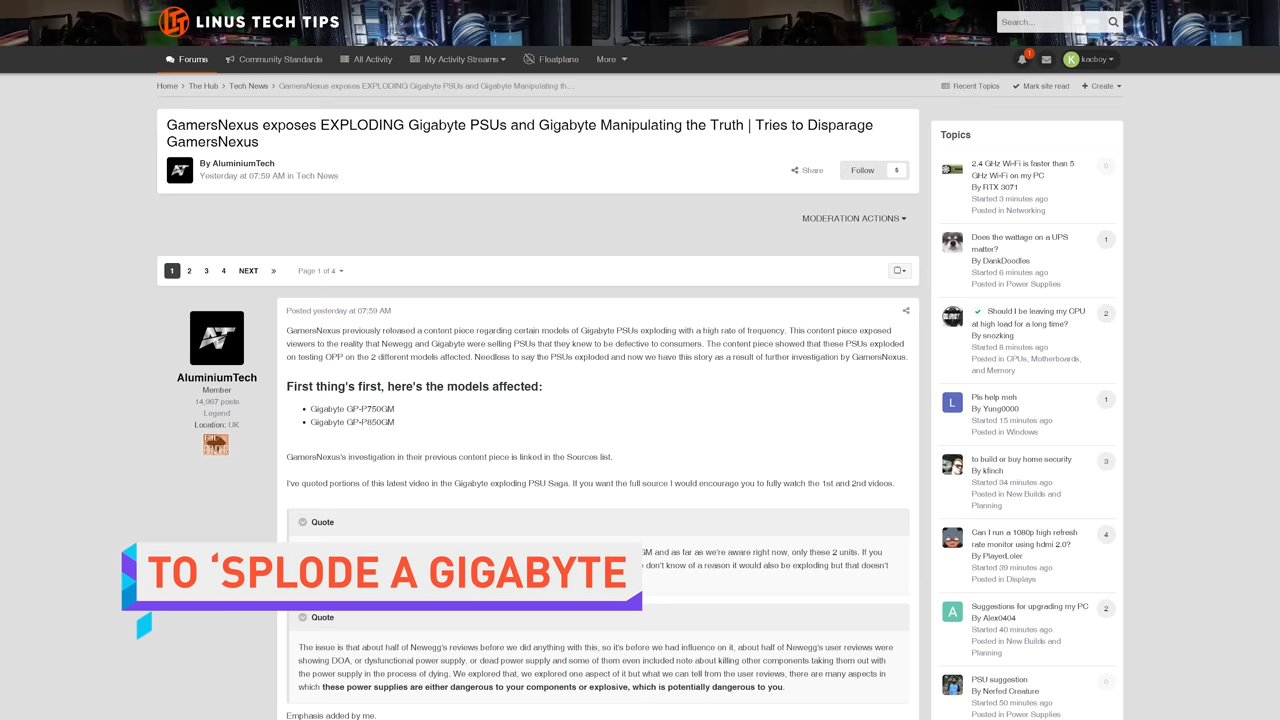 LINUS TECH TIPS
Search...
Forums
Community Standards
All Activity
My Activity Streams
Floatplane
More
1
K
kacboy
Home > The Hub > Tech News > GamersNexus exposes EXPLODING Gigabyte PSUs and Gigabyte Manipulating th...
Recent Topics
Mark site read
Create
GamersNexus exposes EXPLODING Gigabyte PSUs and Gigabyte Manipulating the Truth | Tries to Disparage
GamersNexus
By AluminiumTech
Yesterday at 07:59 AM in Tech News
Share
Follow
5
MODERATION ACTIONS
1 2 3 4 NEXT »
Page 1 of 4
AluminiumTech
Member
14,967 posts
Legend
Location: UK
Posted yesterday at 07:59 AM
GamersNexus previously released a content piece regarding certain models of Gigabyte PSUs exploding with a high rate of frequency. This content piece exposed
viewers to the reality that Newegg and Gigabyte were selling PSUs that they knew to be defective to consumers. The content piece showed that these PSUs exploded
on testing OPP on the 2 different models affected. Needless to say the PSUs exploded and now we have this story as a result of further investigation by GamersNexus.
First thing's first, here's the models affected:
• Gigabyte GP-P750GM
• Gigabyte GP-P850GM
GamersNexus's investigation in their previous content piece is linked in the Sources list.
I've quoted portions of this latest video in the Gigabyte exploding PSU Saga. If you want the full source I would encourage you to fully watch the 1st and 2nd videos.
Quote
and as far as we're aware right now, only these 2 units. If you
don't know of a reason it would also be exploding but that doesn't
TO ‘SPLODE A GIGABYTE
Quote
The issue is that about half of Newegg's reviews before we did anything with this, so it's before we had influence on it, about half of Newegg's user reviews were
showing DOA, or dysfunctional power supply, or dead power supply and some of them even included note about killing other components taking them out with
the power supply in the process of dying. We explored that, we explored one aspect of it but what we can tell from the user reviews, there are many aspects in
which these power supplies are either dangerous to your components or explosive, which is potentially dangerous to you.
Emphasis added by me.
Topics
2.4 GHz Wi-Fi is faster than 5
GHz Wi-Fi on my PC
By RTX 3071
Started 3 minutes ago
Posted in Networking
0
Does the wattage on a UPS
matter?
By DankDoodles
Started 6 minutes ago
Posted in Power Supplies
1
Should I be leaving my CPU
at high load for a long time?
By snozking
Started 8 minutes ago
Posted in CPUs, Motherboards,
and Memory
2
L
Pls help meh
By Yung0000
Started 15 minutes ago
Posted in Windows
1
to build or buy home security
By kfinch
Started 34 minutes ago
Posted in New Builds and
Planning
3
Can I run a 1080p high refresh
rate monitor using hdmi 2.0?
By PlayerLoler
Started 39 minutes ago
Posted in Displays
4
A
Suggestions for upgrading my PC
By Alex0404
Started 40 minutes ago
Posted in New Builds and
Planning
2
PSU suggestion
By Nerfed Creature
Started 50 minutes ago
Posted in Power Supplies
0